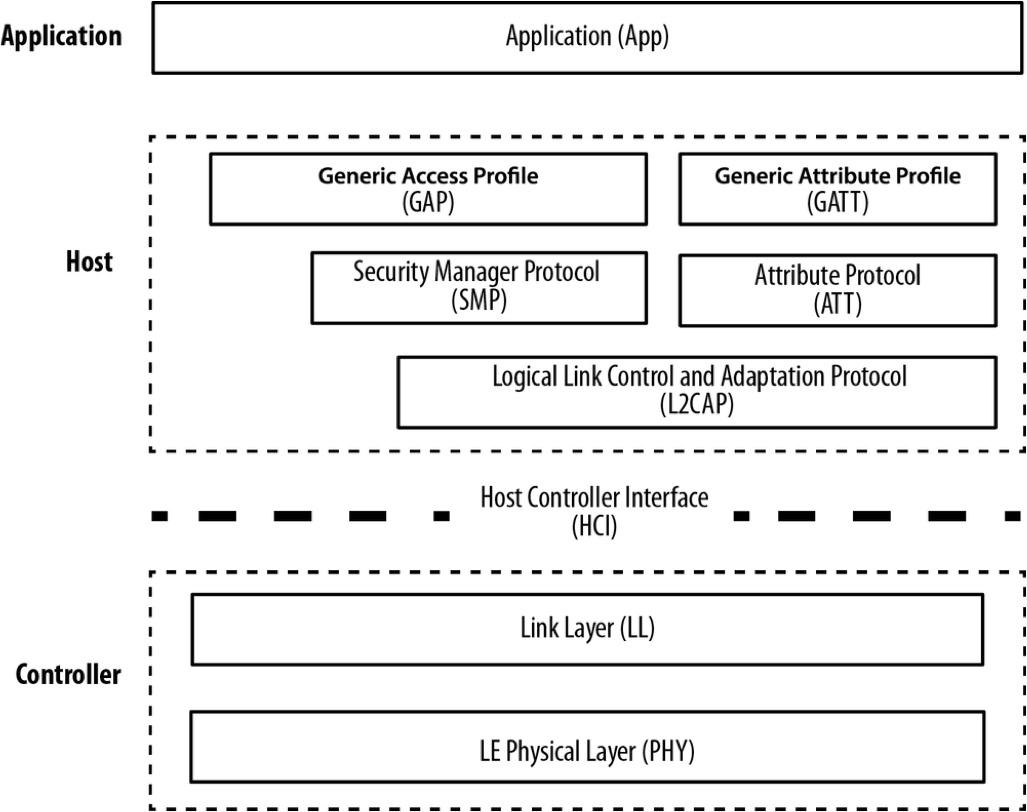 Application
Application (App)
Generic Access Profile
(GAP)
Generic Attribute Profile
(GATT)
Host
Security Manager Protocol
(SMP)
Attribute Protocol
(ATT)
Logical Link Control and Adaptation Protocol
(L2CAP)
Host Controller Interface
(HCI)
Link Layer (LL)
Controller
LE Physical Layer (PHY)